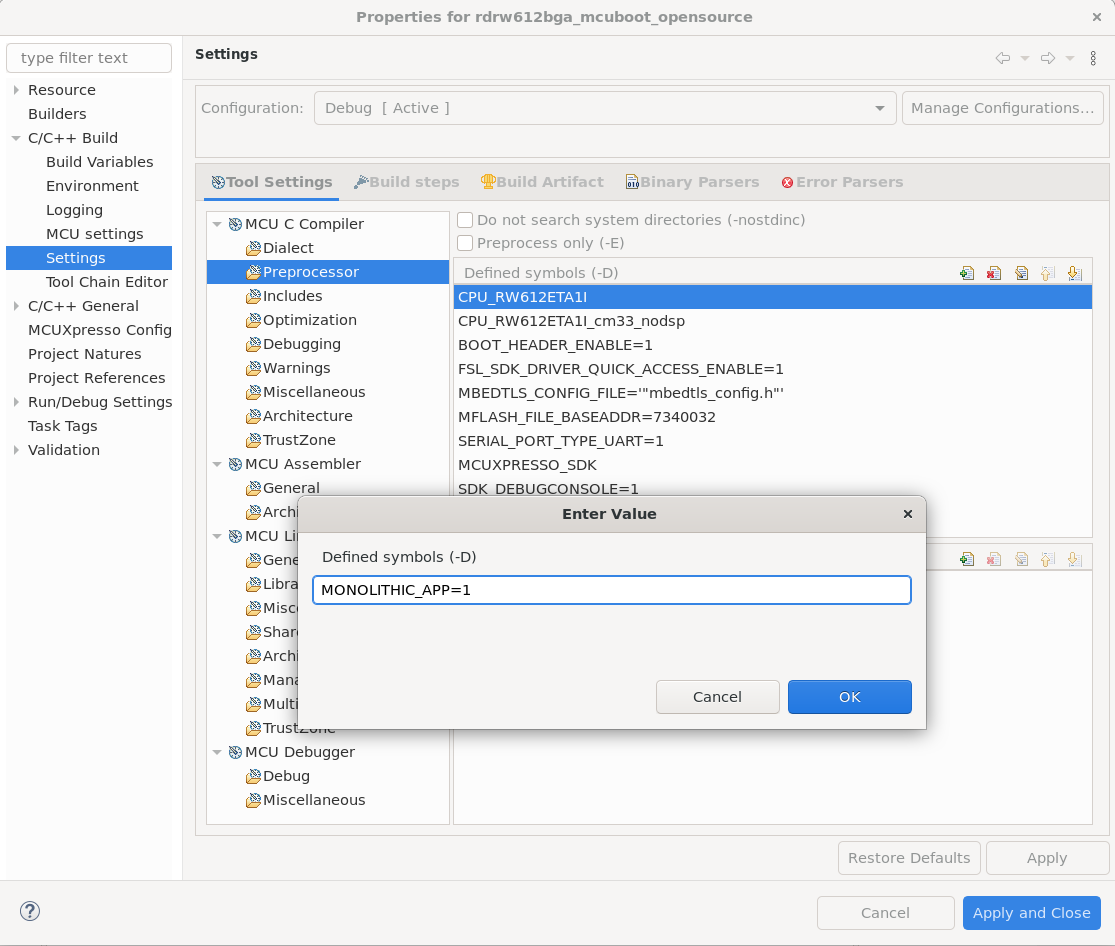 Properties for rdrw612bga_mcuboot_opensource
type filter text
Resource
Builders
C/C++ Build
Build Variables
Environment
Logging
MCU settings
Settings
Tool Chain Editor
C/C++ General
MCUXpresso Config
Project Natures
Project References
Run/Debug Settings
Task Tags
Validation
Settings
Configuration:
Debug [ Active ]
Manage Configurations...
Tool Settings
Build steps
Build Artifact
Binary Parsers
Error Parsers
MCU C Compiler
Dialect
Preprocessor
Includes
Optimization
Debugging
Warnings
Miscellaneous
Architecture
TrustZone
MCU Assembler
General
Archi
MCU Li
Gene
Libra
Misc
Shar
Archi
Mana
Multi
TrustZone
MCU Debugger
Debug
Miscellaneous
Do not search system directories (-nostdinc)
Preprocess only (-E)
Defined symbols (-D)
CPU_RW612ETA1I
CPU_RW612ETA1I_cm33_nodsp
BOOT_HEADER_ENABLE=1
FSL_SDK_DRIVER_QUICK_ACCESS_ENABLE=1
MBEDTLS_CONFIG_FILE='"mbedtls_config.h"'
MFLASH_FILE_BASEADDR=7340032
SERIAL_PORT_TYPE_UART=1
MCUXPRESSO_SDK
SDK_DEBUGCONSOLE=1
Enter Value
Defined symbols (-D)
MONOLITHIC_APP=1
Cancel
OK
Restore Defaults
Apply
Cancel
Apply and Close